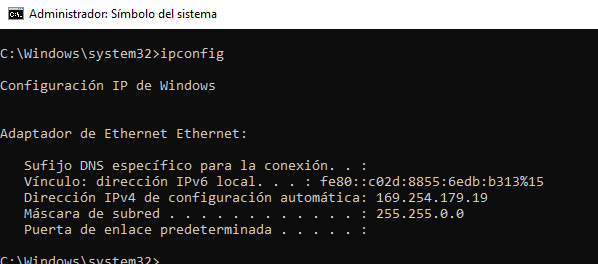 Administrador: Símbolo del sistema
C:\Windows\system32>ipconfig
Configuración IP de Windows
Adaptador de Ethernet Ethernet:
Sufijo DNS específico para la conexión. . :
Vínculo: dirección IPv6 local. . . : fe80::c02d:8855:6edb:b313%15
Dirección IPv4 de configuración automática: 169.254.179.19
Máscara de subred . . . . . . . . . . . . : 255.255.0.0
Puerta de enlace predeterminada . . . . . :
C:\Windows\system32>